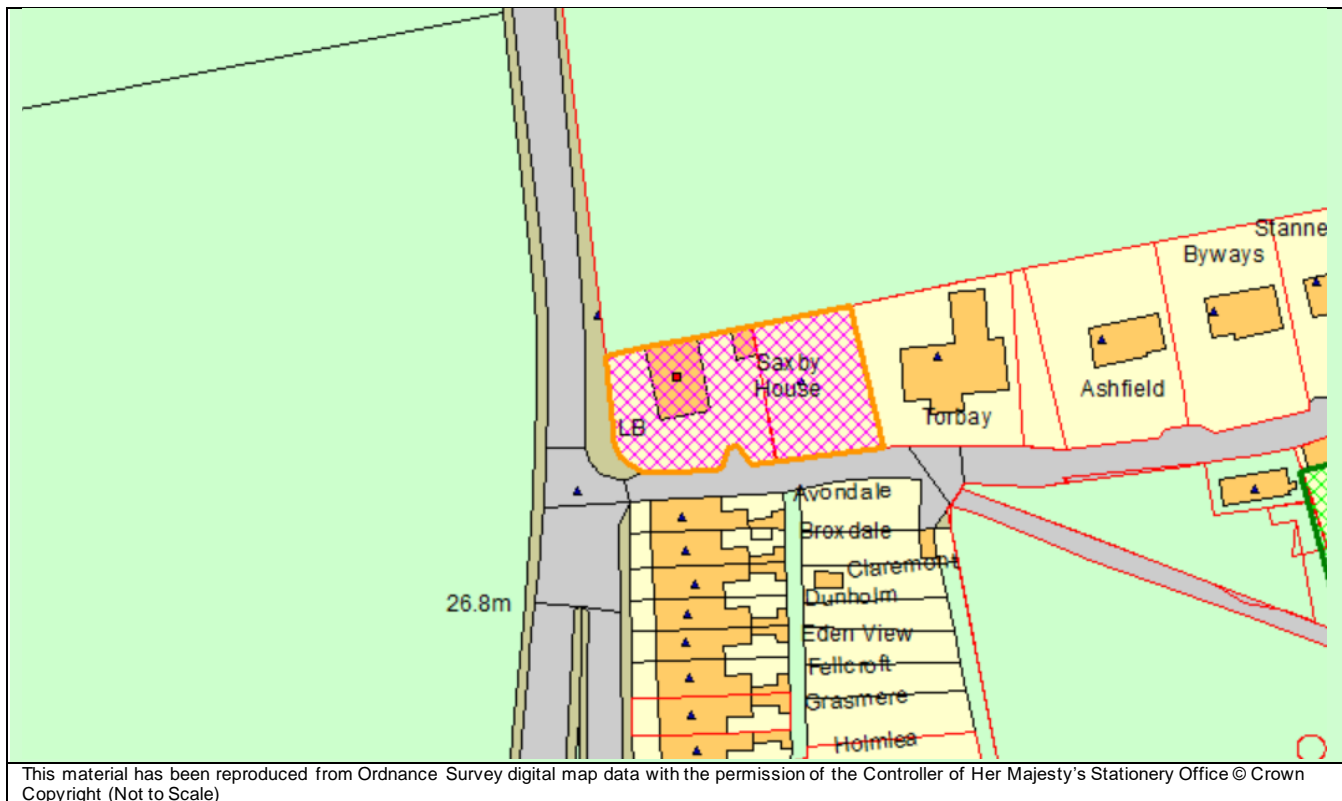 Stanne
Byways
Saxby
House
Ashfield
Torbay
LB
Avondale
Broxdale
Claremont
Dunholm
26.8m
Eden View
Fellcroft
Grasmere
Holmlea
This material has been reproduced from Ordnance Survey digital map data with the permission of the Controller of Her Majesty's Stationery Office © Crown
Copyright (Not to Scale)